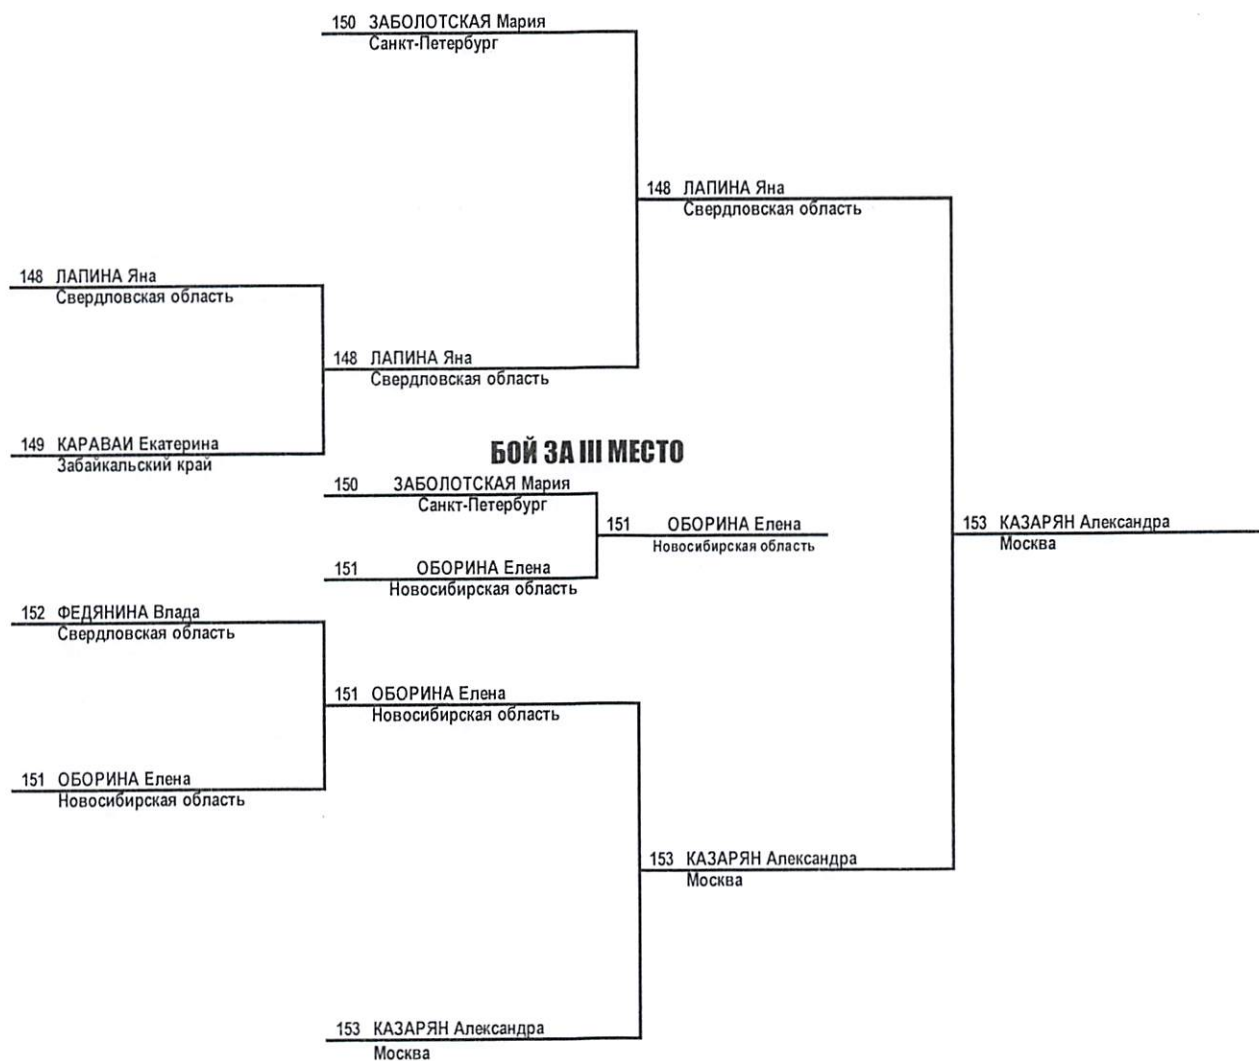 150 ЗАБОЛОТСКАЯ Мария
Санкт-Петербург
148 ЛАПИНА Яна
Свердловская область
148 ЛАПИНА Яна
Свердловская область
148 ЛАПИНА Яна
Свердловская область
149 КАРАВАИ Екатерина
Забайкальский край
БОЙ ЗА III МЕСТО
150 ЗАБОЛОТСКАЯ Мария
Санкт-Петербург
151 ОБОРИНА Елена
Новосибирская область
153 КАЗАРЯН Александра
Москва
151 ОБОРИНА Елена
Новосибирская область
152 ФЕДЯНИНА Влада
Свердловская область
151 ОБОРИНА Елена
Новосибирская область
151 ОБОРИНА Елена
Новосибирская область
153 КАЗАРЯН Александра
Москва
153 КАЗАРЯН Александра
Москва